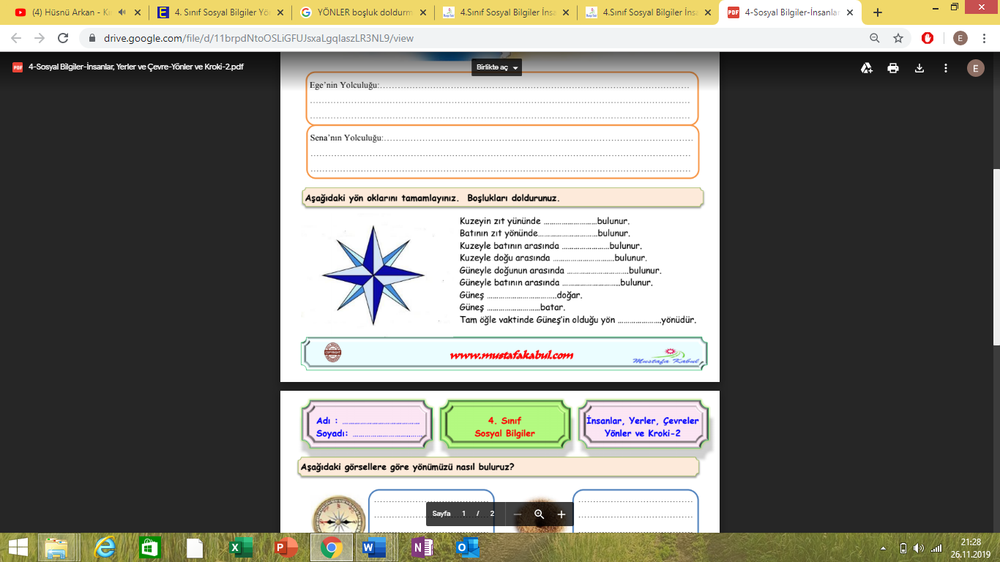 (4) Hüsnü Arkan - Kı
4. Sınıf Sosyal Bilgiler Yön
YÖNLER boşluk doldurm
4.Sınıf Sosyal Bilgiler İnsa
4.Sınıf Sosyal Bilgiler İnsa
4-Sosyal Bilgiler-İnsanlar
drive.google.com/file/d/11brpdNtoOSLiGFUJsxaLgqIaszLR3NL9/view
E
4-Sosyal Bilgiler-İnsanlar, Yerler ve Çevre-Yönler ve Kroki-2.pdf
Birlikte aç
E
Ege'nin Yolculuğu:
Sena'nın Yolculuğu:
Aşağıdaki yön oklarını tamamlayınız. Boşlukları doldurunuz.
Kuzeyin zıt yününde ……………………bulunur.
Batının zıt yönünde………………………bulunur.
Kuzeyle batının arasında …………………bulunur.
Kuzeyle doğu arasında ………………………bulunur.
Güneyle doğunun arasında ………………………bulunur.
Güneyle batının arasında ……………………..bulunur.
Güneş …………………………..doğar.
Güneş ……………………batar.
Tam öğle vaktinde Güneş'in olduğu yön ………………..yönüdür.
COPYRIGHT
www.mustafakabul.com
Mustafa Kabul
Adı : ……………………………
Soyadı: ……………………………
4. Sınıf
Sosyal Bilgiler
İnsanlar, Yerler, Çevreler
Yönler ve Kroki-2
Aşağıdaki görsellere göre yönümüzü nasıl buluruz?
Sayfa 1 / 2
21:28
26.11.2019